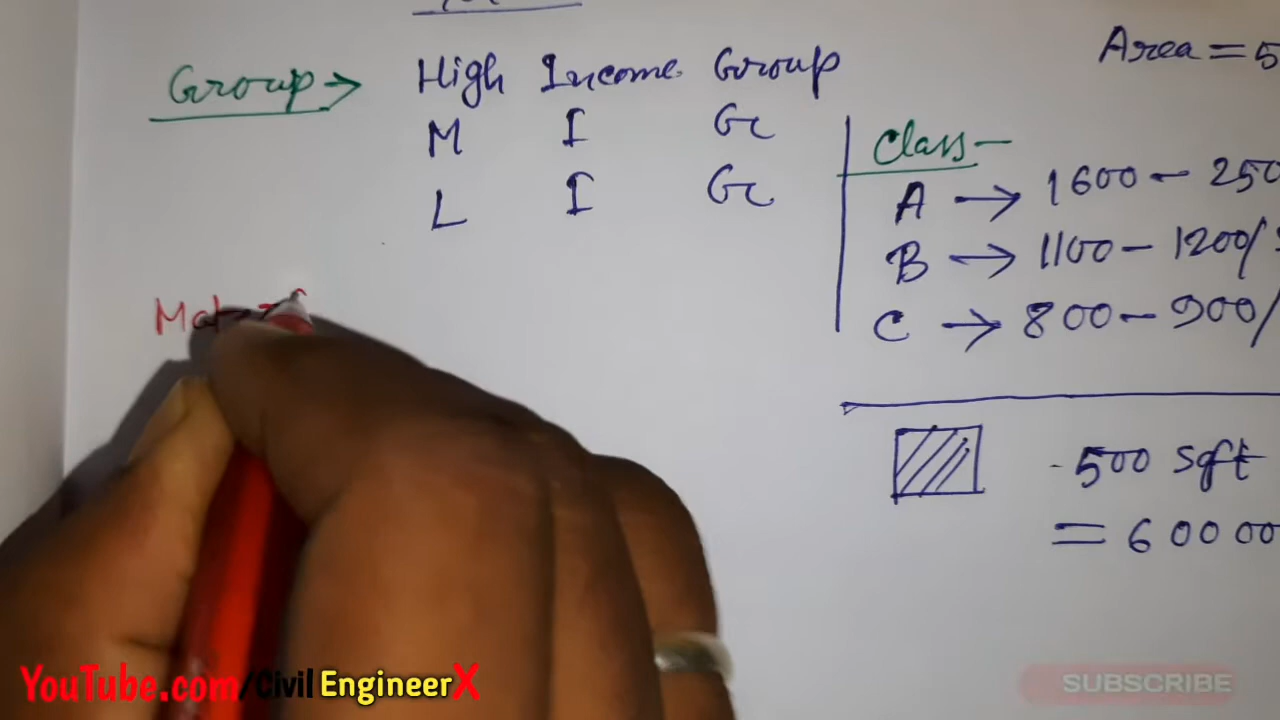 Group → High Income Group
M I G
L I G
Area = 5
Class -
A → 1600 - 250
B → 1100 - 1200/
C → 800 - 900/
500 sqft
= 60000
YouTube.com/Civil EngineerX
SUBSCRIBE